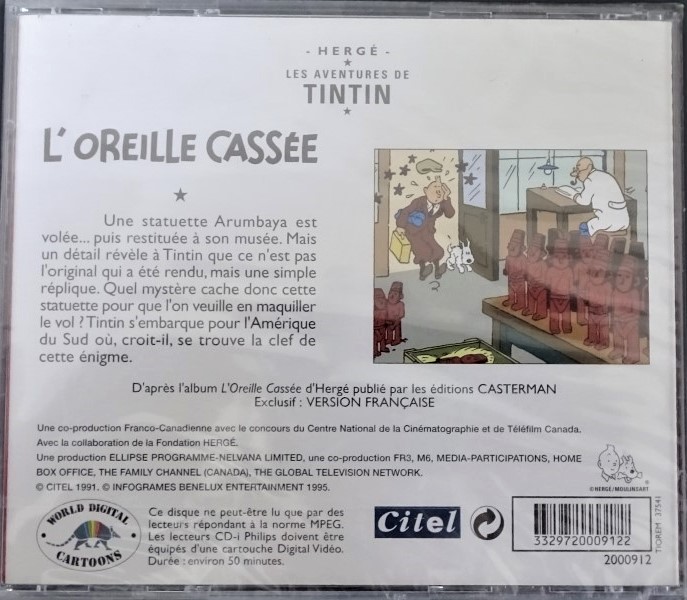 - HERGÉ -
LES AVENTURES DE
TINTIN
L'OREILLE CASSÉE
Une statuette Arumbaya est
volée... puis restituée à son musée. Mais
un détail révèle à Tintin que ce n'est pas
l'original qui a été rendu, mais une simple
réplique. Quel mystère cache donc cette
statuette pour que l'on veuille en maquiller
le vol ? Tintin s'embarque pour l'Amérique
du Sud où, croit-il, se trouve la clef de
cette énigme.
D'après l'album L'Oreille Cassée d'Hergé publié par les éditions CASTERMAN
Exclusif : VERSION FRANÇAISE
Une co-production Franco-Canadienne avec le concours du Centre National de la Cinématographie et de Téléfilm Canada.
Avec la collaboration de la Fondation HERGÉ.
Une production ELLIPSE PROGRAMME-NELVANA LIMITED, une co-production FR3, M6, MEDIA-PARTICIPATIONS, HOME
BOX OFFICE, THE FAMILY CHANNEL (CANADA), THE GLOBAL TELEVISION NETWORK.
© CITEL 1991. © INFOGRAMES BENELUX ENTERTAINMENT 1995.
©HERGÉ/MOULINSART
WORLD DIGITAL
CARTOONS
Ce disque ne peut-être lu que par des
lecteurs répondant à la norme MPEG.
Les lecteurs CD-i Philips doivent être
équipés d'une cartouche Digital Vidéo.
Durée : environ 50 minutes.
Citel
3329720009122
2000912
TIOREM 37541